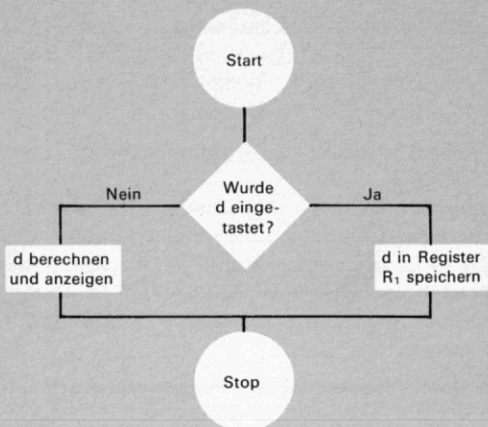 Start
Wurde
d einge-
tastet?
Nein
Ja
d berechnen
und anzeigen
d in Register
R₁ speichern
Stop